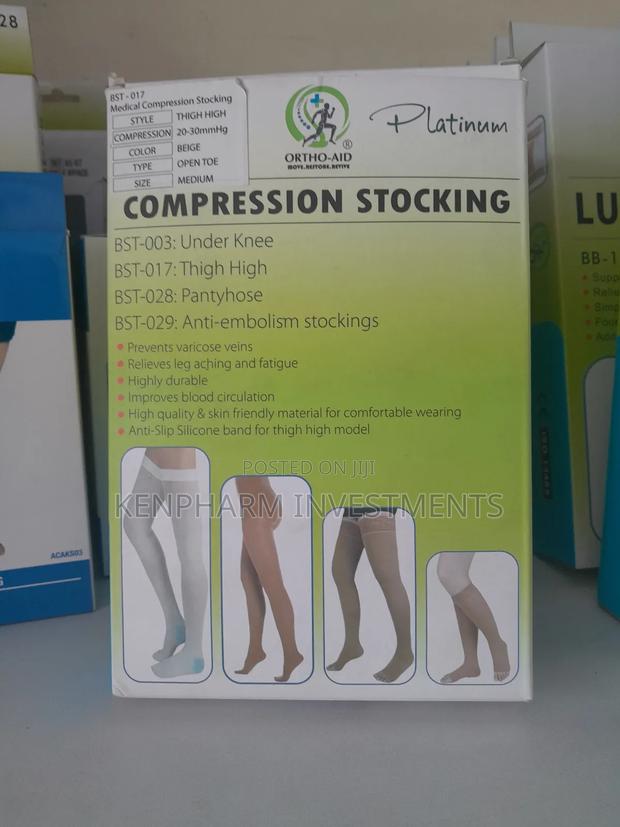 28
BST - 017
Medical Compression Stocking
STYLE THIGH HIGH
COMPRESSION 20-30mmHg
COLOR BEIGE
TYPE OPEN TOE
SIZE MEDIUM
ORTHO-AID ®
MOVE.RESTORE.REVIVE
Platinum
COMPRESSION STOCKING
BST-003: Under Knee
BST-017: Thigh High
BST-028: Pantyhose
BST-029: Anti-embolism stockings
• Prevents varicose veins
• Relieves leg aching and fatigue
• Highly durable
• Improves blood circulation
• High quality & skin friendly material for comfortable wearing
• Anti-Slip Silicone band for thigh high model
POSTED ON JIJI
KENPHARM INVESTMENTS
ACAKS03
LU
BB-1